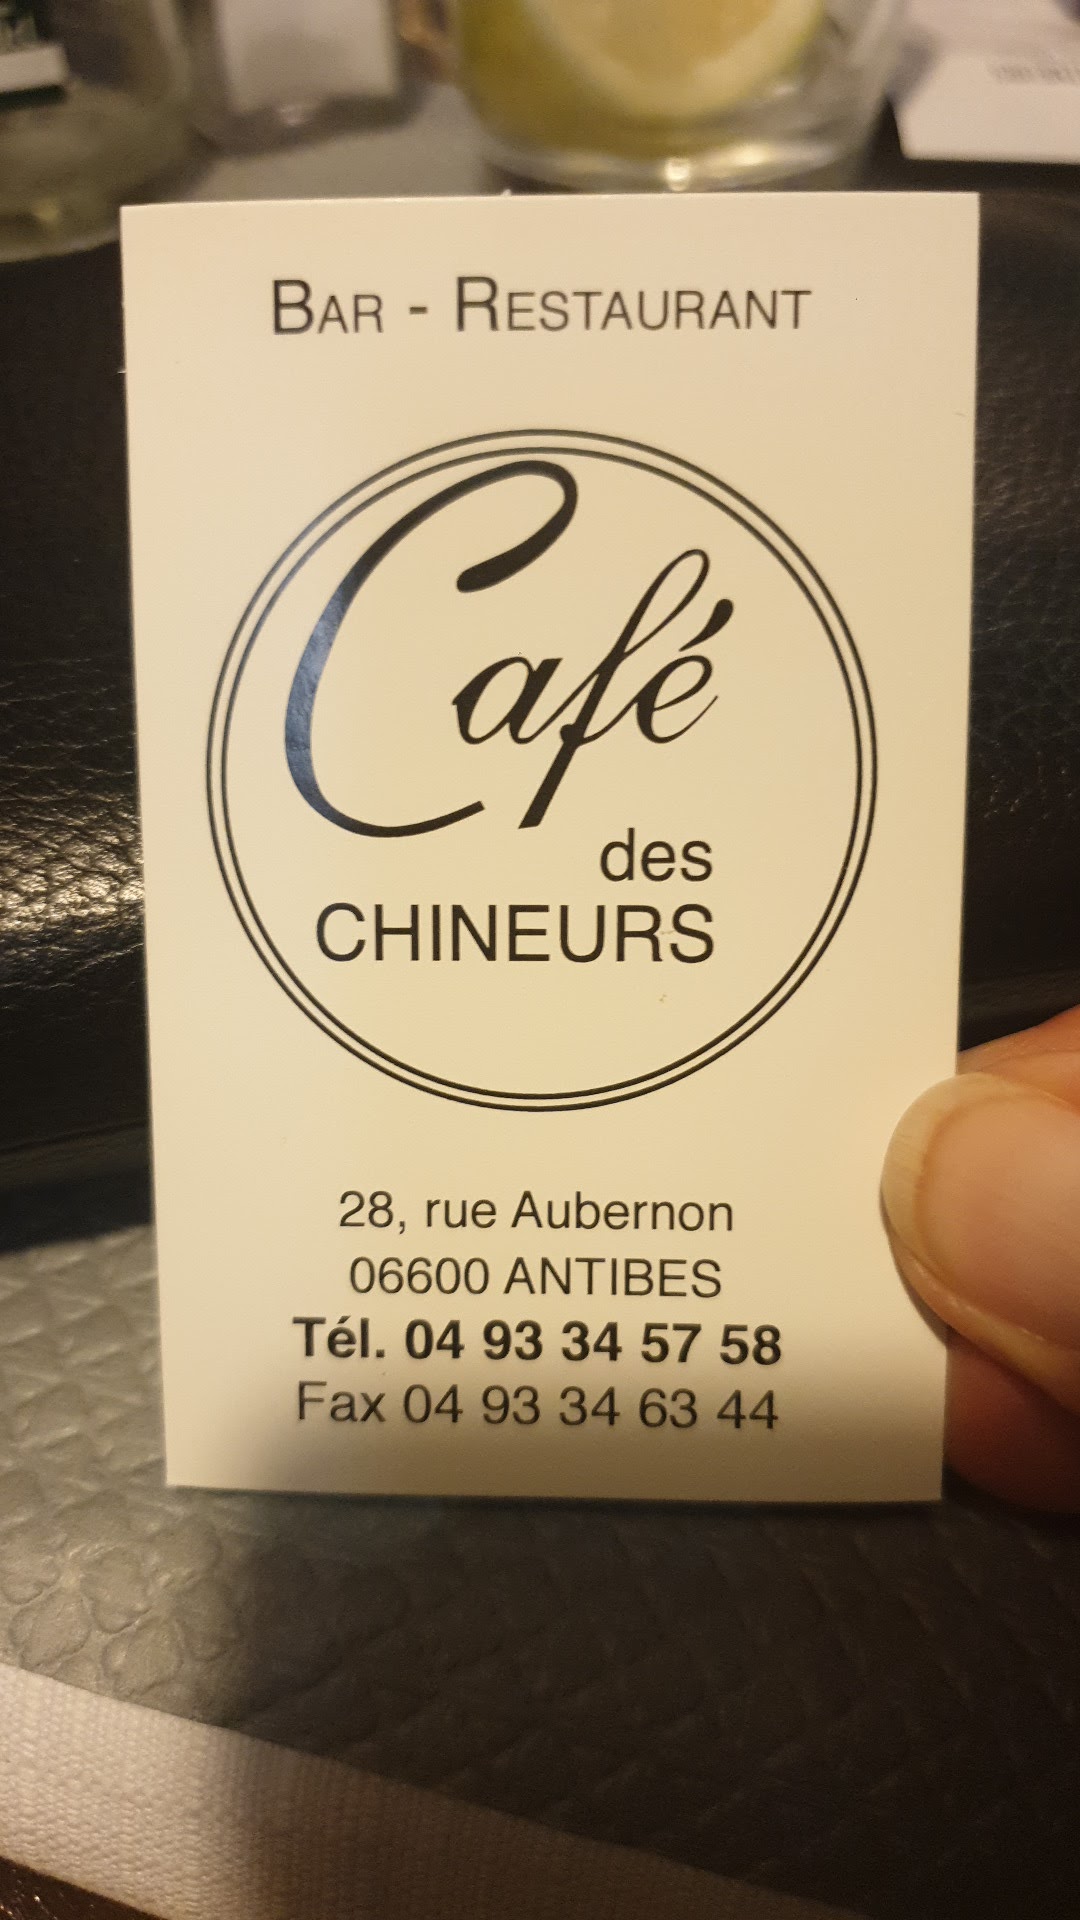 BAR - RESTAURANT
Café
des
CHINEURS
28, rue Aubernon
06600 ANTIBES
Tél. 04 93 34 57 58
Fax 04 93 34 63 44